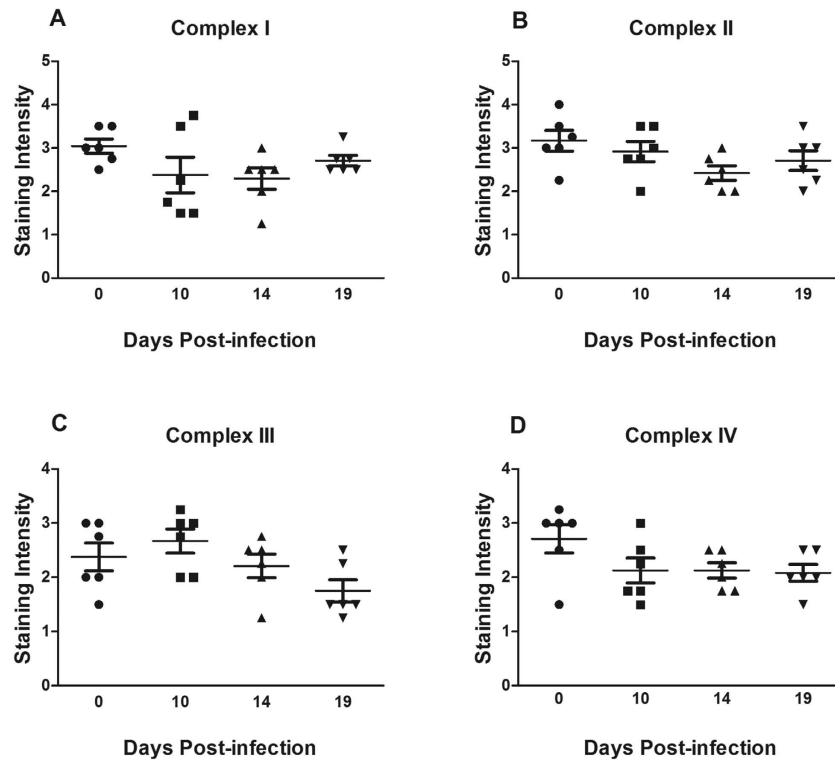 A
Complex I
Staining Intensity
5
4
3
2
1
0
0 10 14 19
Days Post-infection
B
Complex II
Staining Intensity
5
4
3
2
1
0
0 10 14 19
Days Post-infection
C
Complex III
Staining Intensity
4
3
2
1
0
0 10 14 19
Days Post-infection
D
Complex IV
Staining Intensity
4
3
2
1
0
0 10 14 19
Days Post-infection